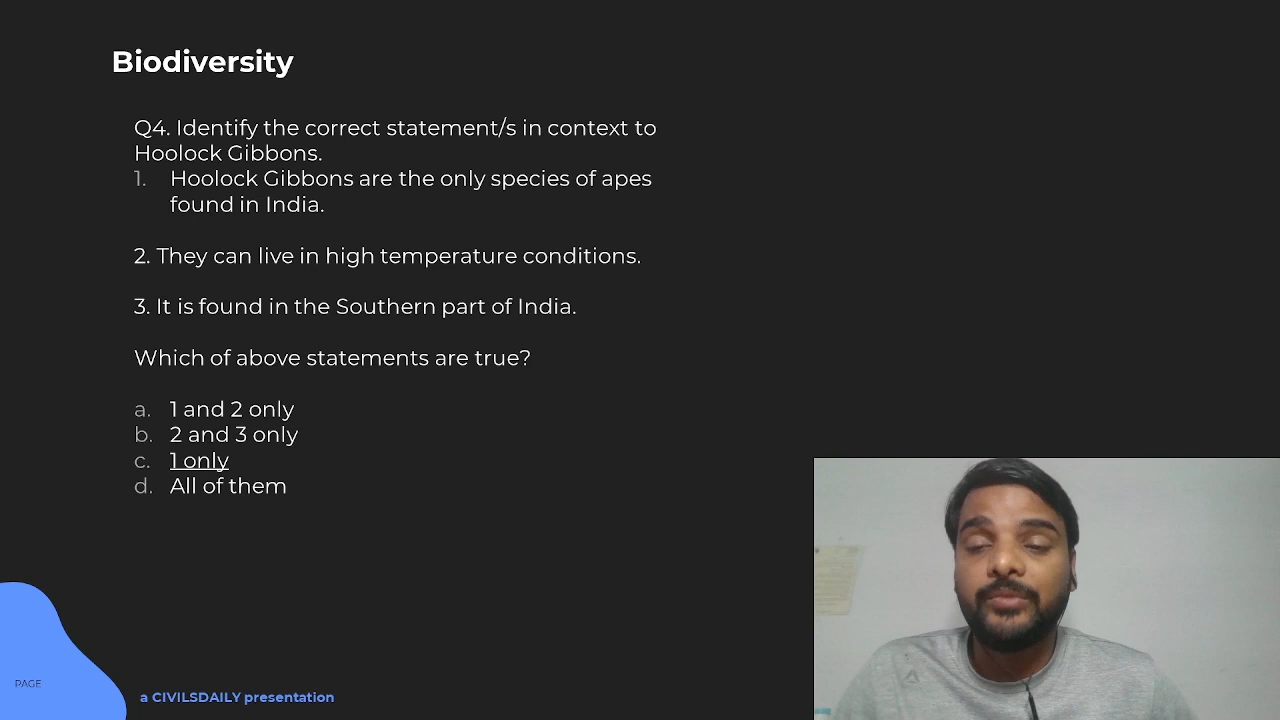 Biodiversity
Q4. Identify the correct statement/s in context to
Hoolock Gibbons.
1. Hoolock Gibbons are the only species of apes
found in India.
2. They can live in high temperature conditions.
3. It is found in the Southern part of India.
Which of above statements are true?
a. 1 and 2 only
b. 2 and 3 only
c. 1 only
d. All of them
PAGE
a CIVILSDAILY presentation